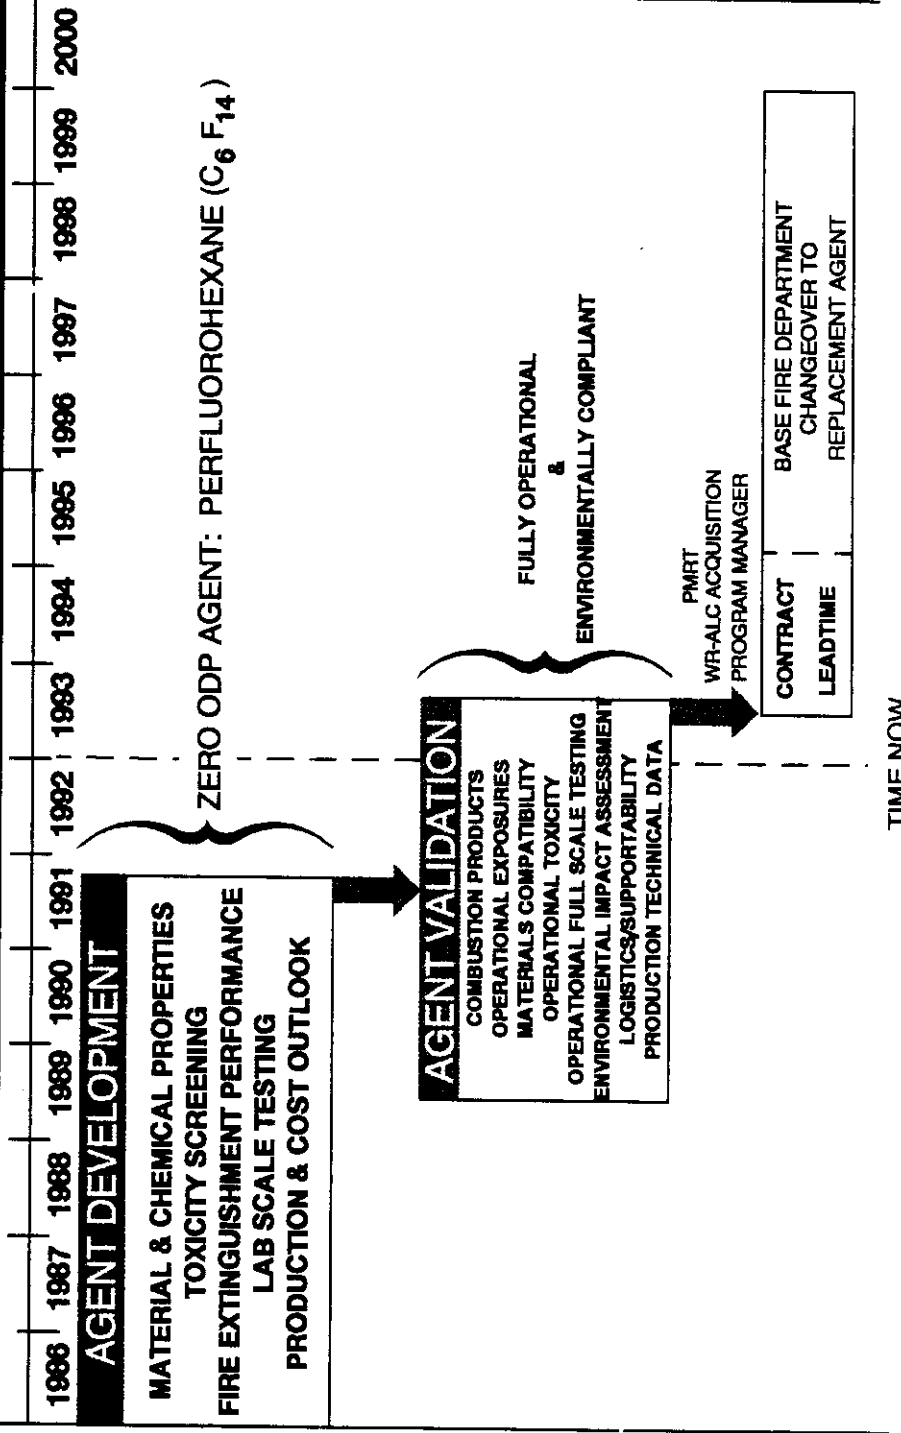 1986 1987 1988 1989 1990 1991 1992 1993 1994 1995 1996 1997 1998 1999 2000
AGENT DEVELOPMENT
MATERIAL & CHEMICAL PROPERTIES
TOXICITY SCREENING
FIRE EXTINGUISHMENT PERFORMANCE
LAB SCALE TESTING
PRODUCTION & COST OUTLOOK
ZERO ODP AGENT: PERFLUOROHEXANE (C6 F14)
AGENT VALIDATION
COMBUSTION PRODUCTS
OPERATIONAL EXPOSURES
MATERIALS COMPATIBILITY
OPERATIONAL TOXICITY
OPERATIONAL FULL SCALE TESTING
ENVIRONMENTAL IMPACT ASSESSMENT
LOGISTICS/SUPPORTABILITY
PRODUCTION TECHNICAL DATA
FULLY OPERATIONAL
&
ENVIRONMENTALLY COMPLIANT
PMRT
WR-ALC ACQUISITION
PROGRAM MANAGER
CONTRACT
LEADTIME
BASE FIRE DEPARTMENT
CHANGEOVER TO
REPLACEMENT AGENT
TIME NOW